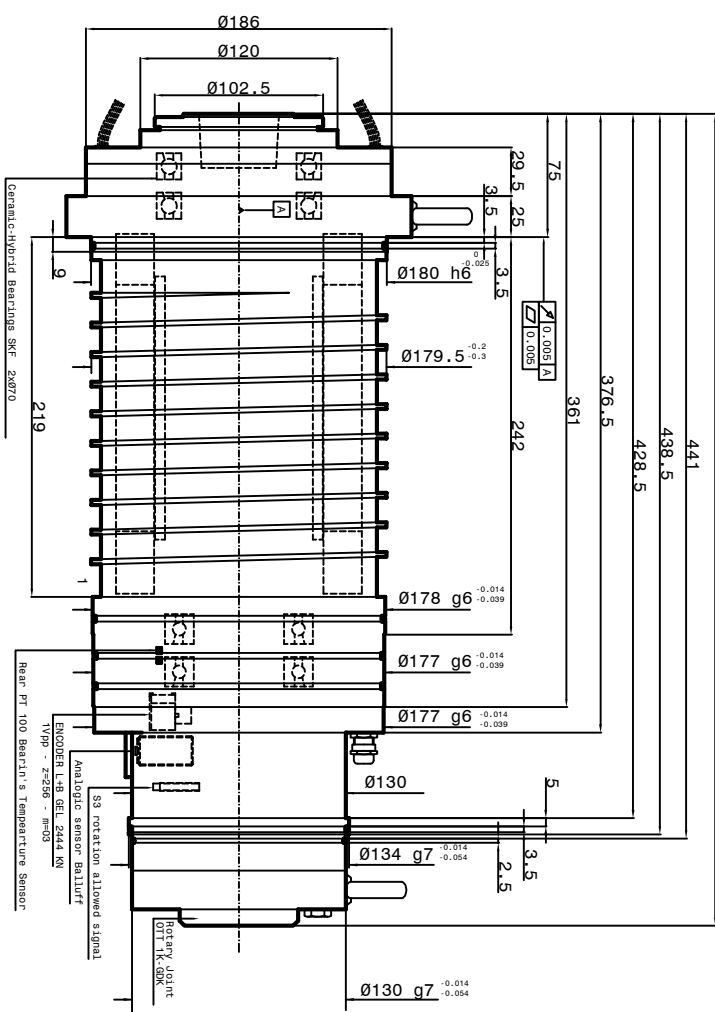 Ø186
Ø120
Ø102.5
29.5
25
3.5
75
A
0
-0.025
Ø180 h6
3.5
9
0.005 A
0.005
Ø179.5 -0.2
-0.3
Ceramic-Hybrid Bearings SKF 2xØ70
219
242
361
376.5
428.5
438.5
441
1
Ø178 g6 -0.014
-0.039
Ø177 g6 -0.014
-0.039
Ø177 g6 -0.014
-0.039
Rear PT 100 Bearin's Tempearture Sensor
ENCODER L+B GEL 2444 KN
1Vpp - z=256 - m=03
Analogic sensor Balluff
S3 rotation allowed signal
Ø130
5
3.5
2.5
Ø134 g7 -0.014
-0.054
Rotary Joint
OTT 1K-GDK
Ø130 g7 -0.014
-0.054